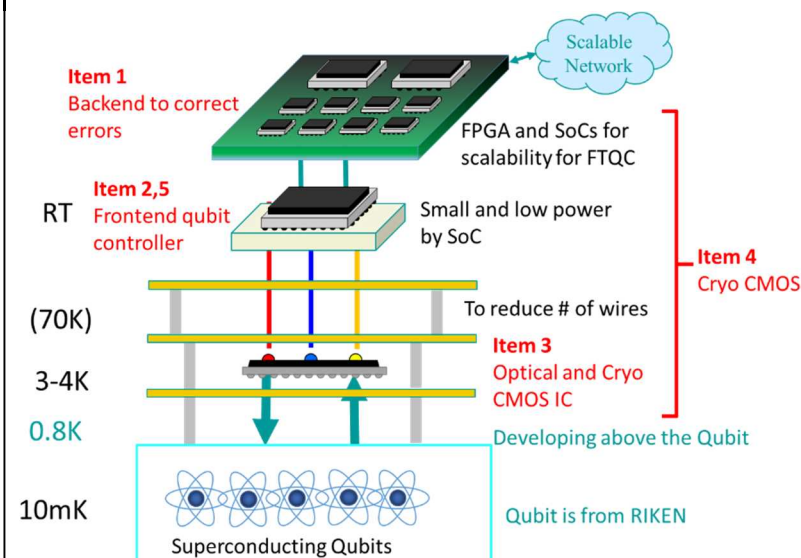 Scalable
Network
Item 1
Backend to correct
errors
FPGA and SoCs for
scalability for FTQC
Item 2,5
Frontend qubit
controller
RT
Small and low power
by SoC
Item 4
Cryo CMOS
(70K)
To reduce # of wires
Item 3
Optical and Cryo
CMOS IC
3-4K
0.8K
Developing above the Qubit
10mK
Qubit is from RIKEN
Superconducting Qubits